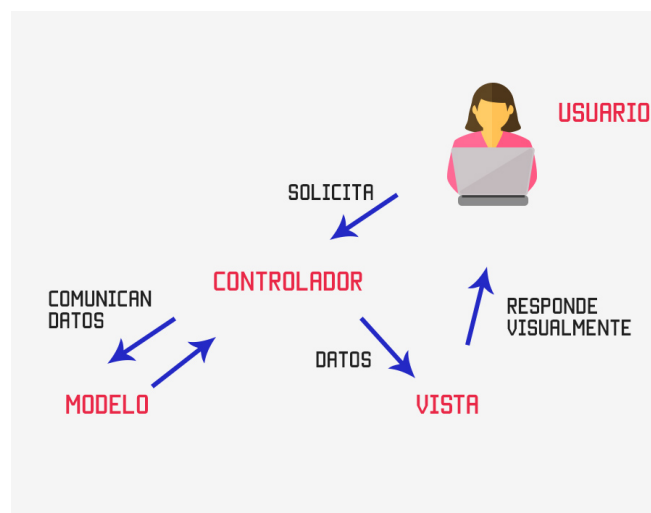 USUARIO
SOLICITA
CONTROLADOR
COMUNICAN
DATOS
RESPONDE
VISUALMENTE
DATOS
MODELO
VISTA